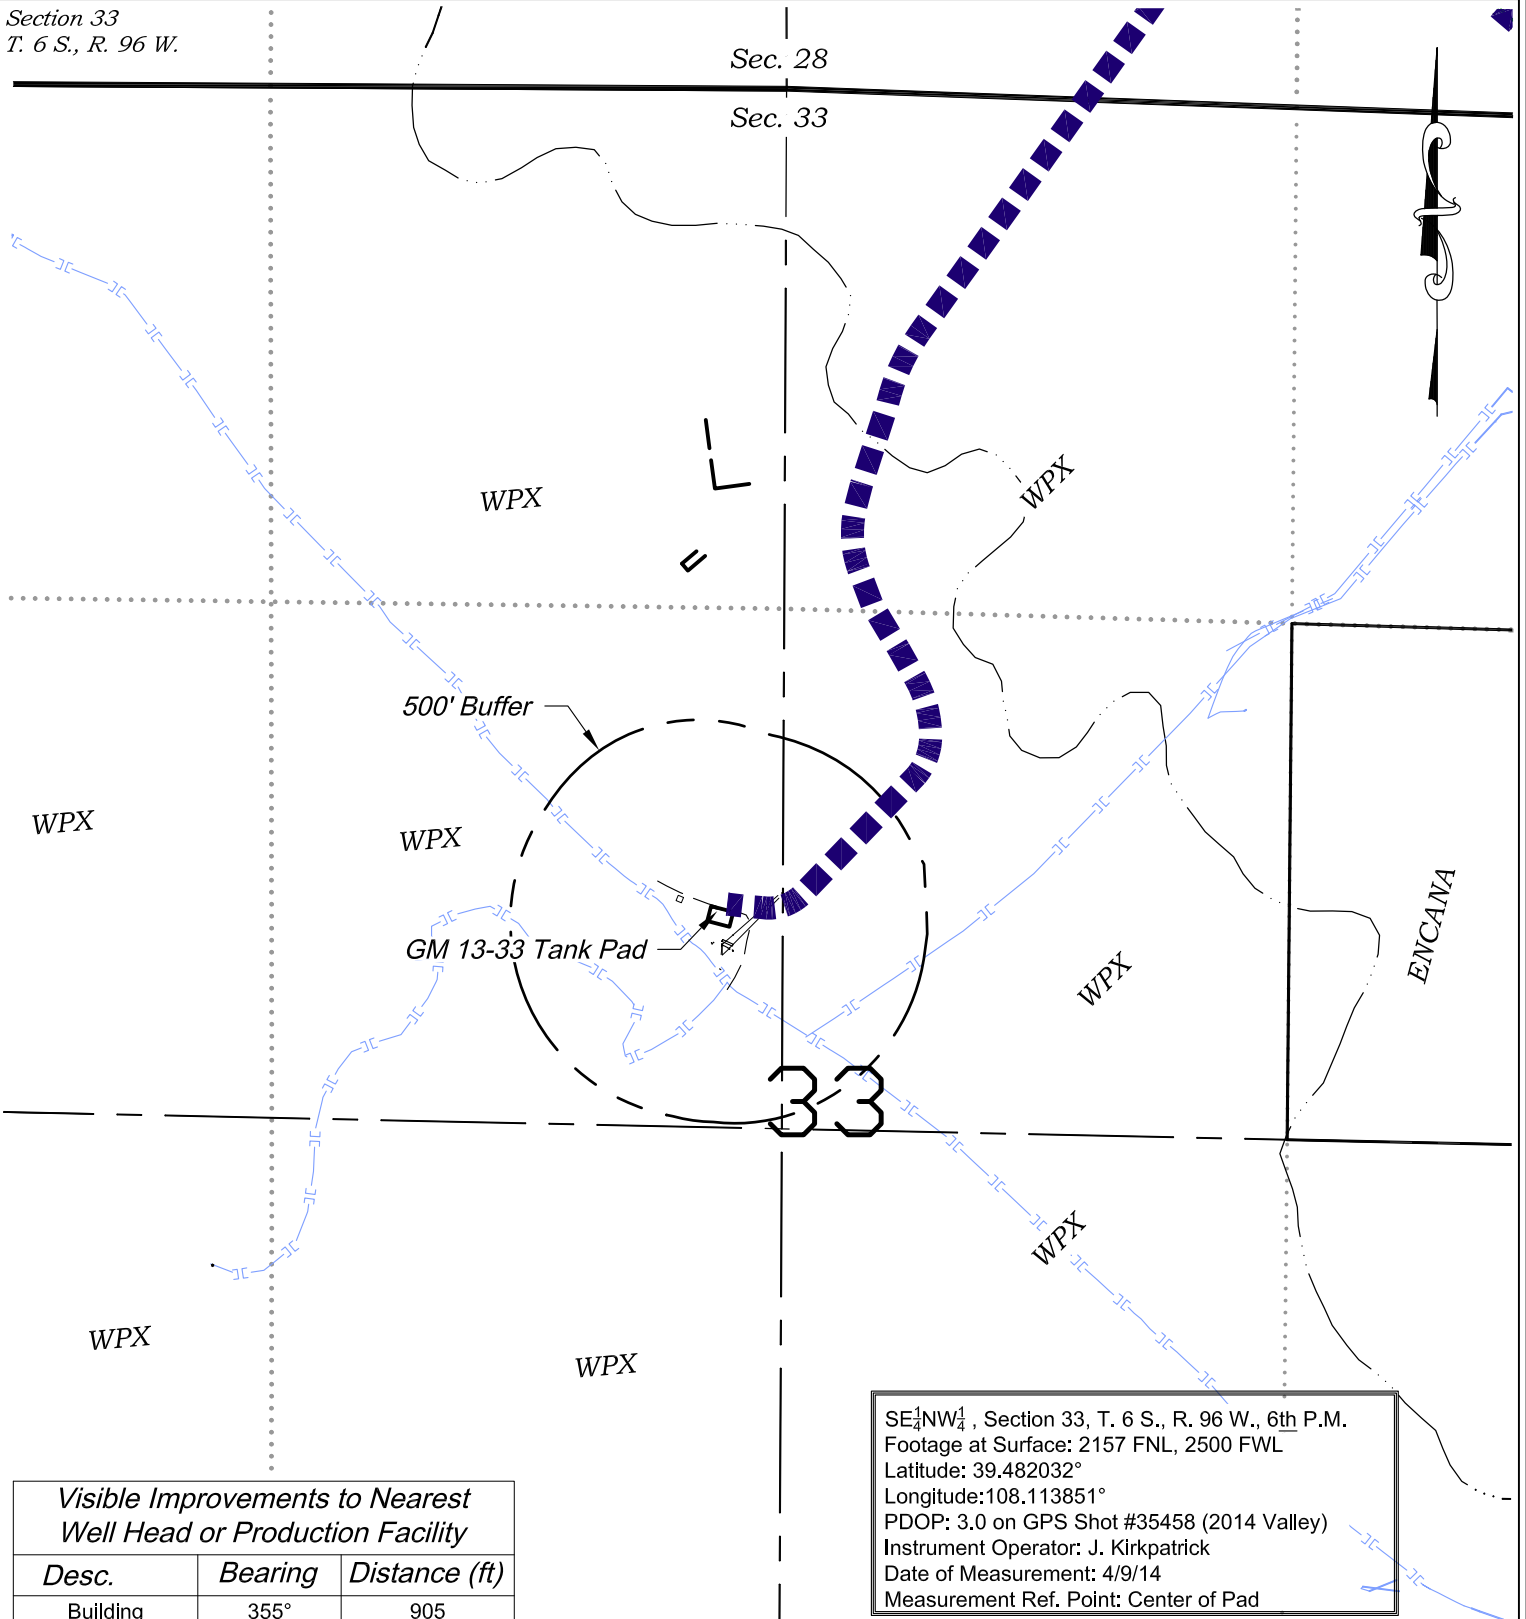 Section 33
T. 6 S., R. 96 W.
Sec. 28
Sec. 33
WPX
WPX
500' Buffer
WPX
WPX
GM 13-33 Tank Pad
WPX
ENCANA
33
WPX
WPX
WPX
SE¼NW¼ , Section 33, T. 6 S., R. 96 W., 6th P.M.
Footage at Surface: 2157 FNL, 2500 FWL
Latitude: 39.482032°
Longitude:108.113851°
PDOP: 3.0 on GPS Shot #35458 (2014 Valley)
Instrument Operator: J. Kirkpatrick
Date of Measurement: 4/9/14
Measurement Ref. Point: Center of Pad
Visible Improvements to Nearest
Well Head or Production Facility
Desc. Bearing Distance (ft)
Building 355° 905